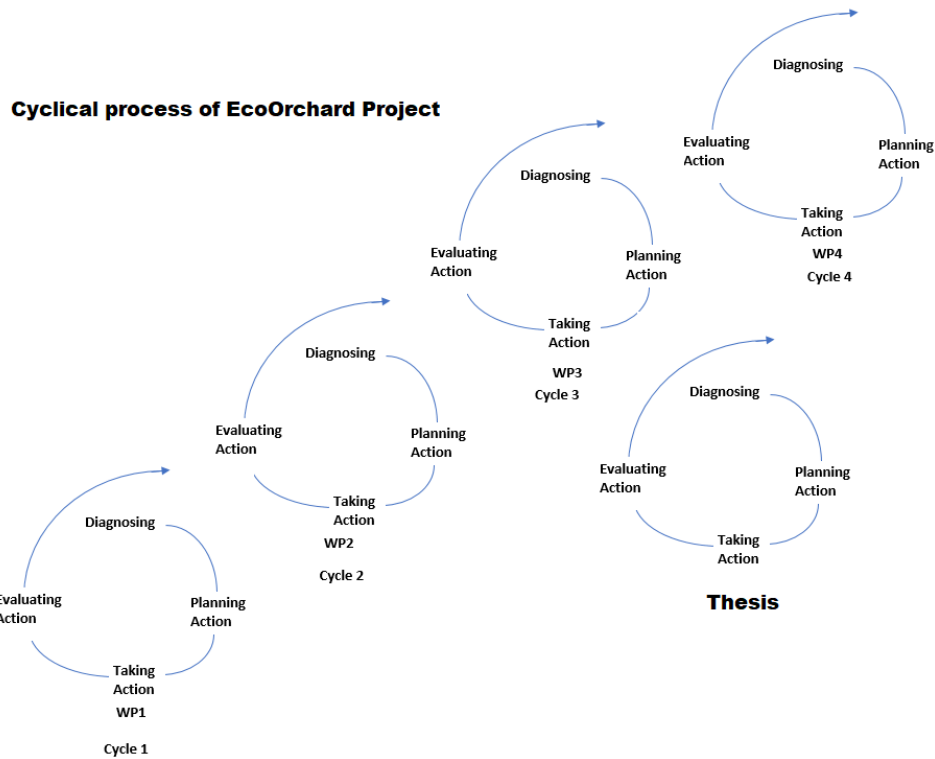 Cyclical process of EcoOrchard Project
Diagnosing
Evaluating
Action
Planning
Action
Taking
Action
WP4
Cycle 4
Diagnosing
Evaluating
Action
Planning
Action
Taking
Action
WP3
Cycle 3
Diagnosing
Evaluating
Action
Planning
Action
Taking
Action
WP2
Cycle 2
Diagnosing
Evaluating
Action
Planning
Action
Taking
Action
Thesis
Diagnosing
Evaluating
Action
Planning
Action
Taking
Action
WP1
Cycle 1